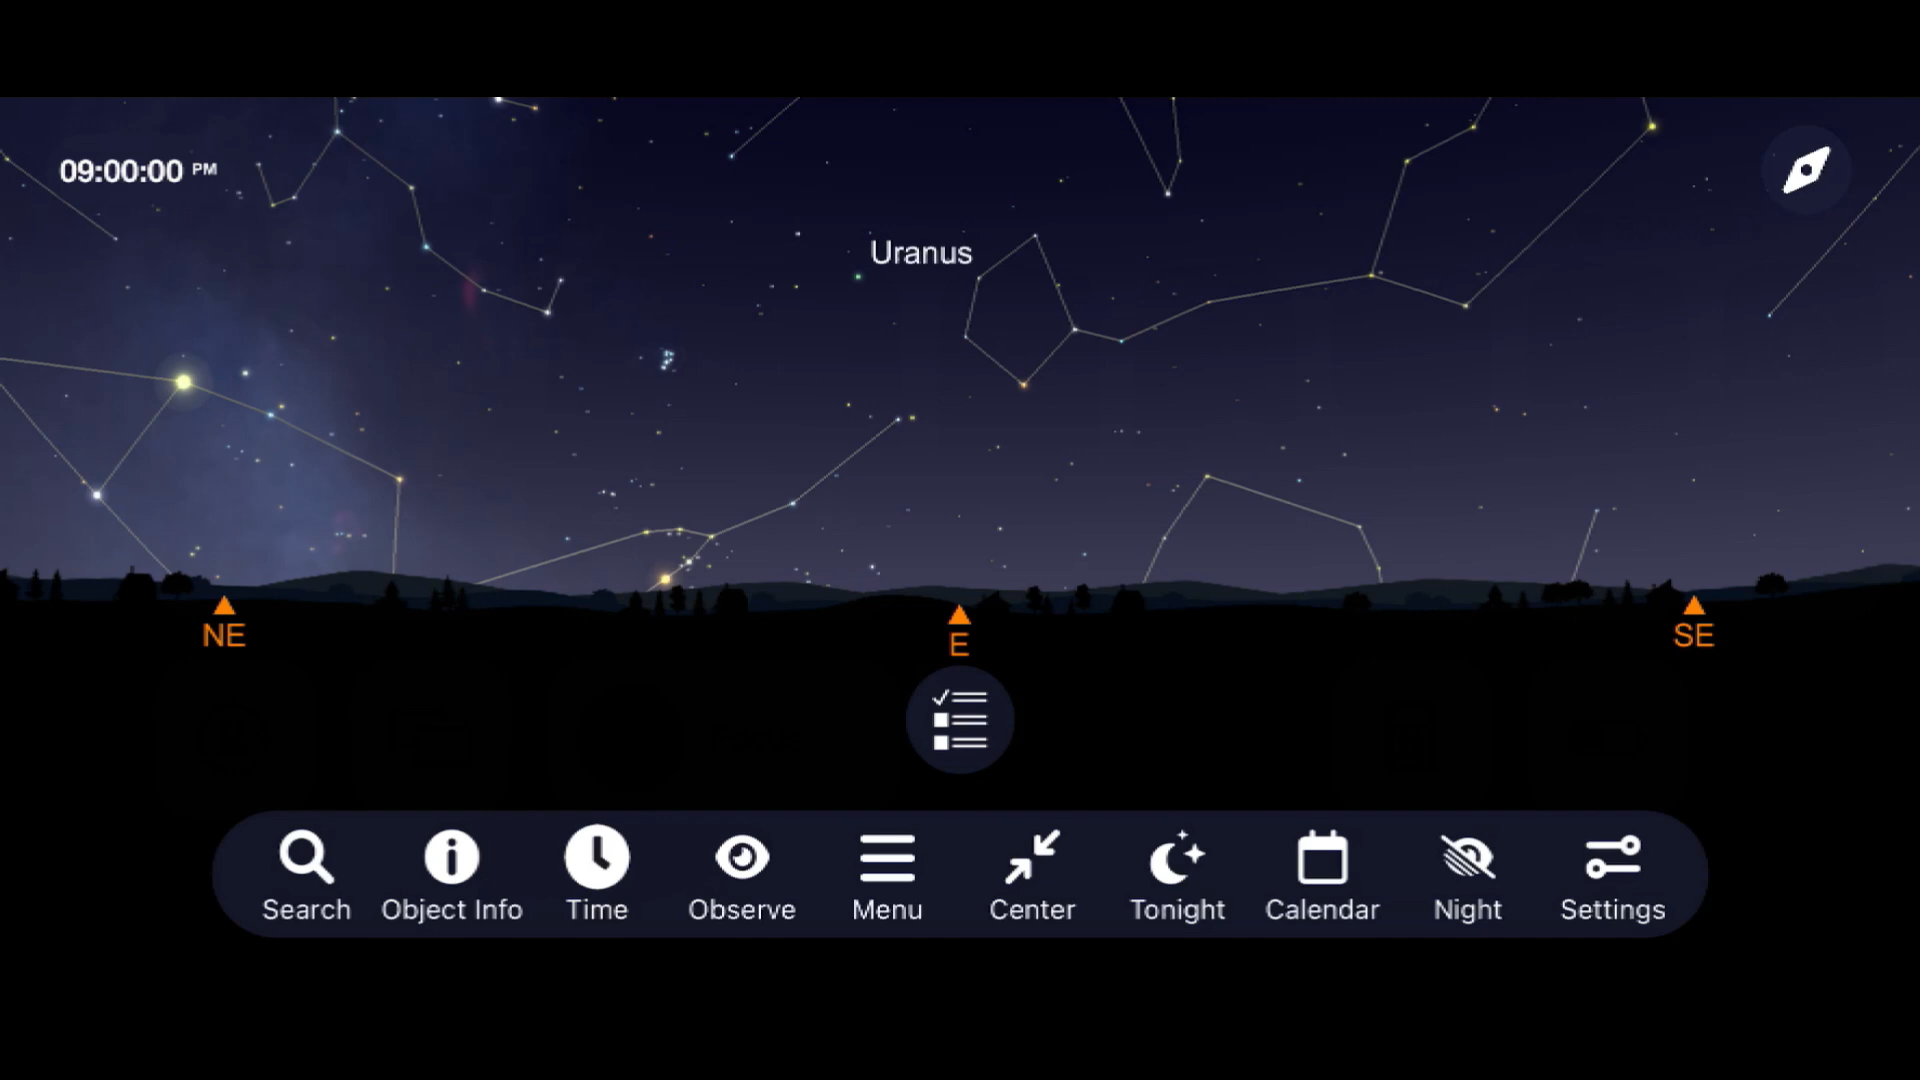 09:00:00 PM
Uranus
NE
E
SE
Search
Object Info
Time
Observe
Menu
Center
Tonight
Calendar
Night
Settings